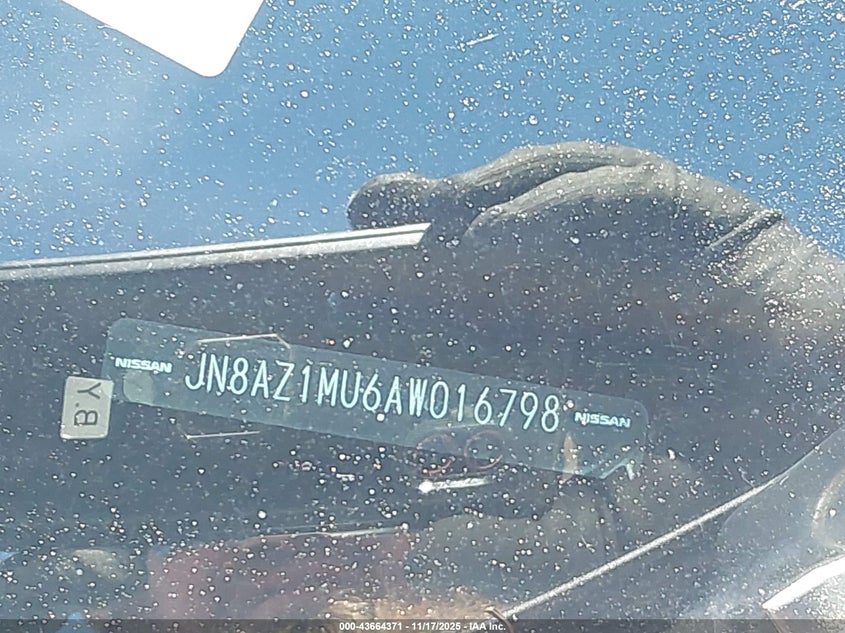 NISSAN JN8AZ1MU6AW016798 NISSAN
Y.B
000-43664371 - 11/17/2025 - IAA Inc.